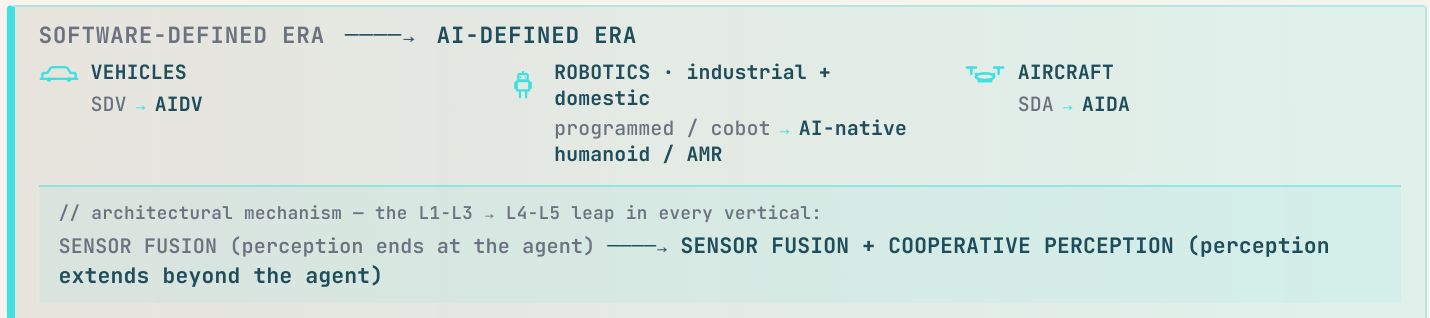 SOFTWARE-DEFINED ERA ───→ AI-DEFINED ERA
VEHICLES
SDV → AIDV
ROBOTICS · industrial +
domestic
programmed / cobot → AI-native
humanoid / AMR
AIRCRAFT
SDA → AIDA
// architectural mechanism — the L1-L3 → L4-L5 leap in every vertical:
SENSOR FUSION (perception ends at the agent) ───→ SENSOR FUSION + COOPERATIVE PERCEPTION (perception
extends beyond the agent)